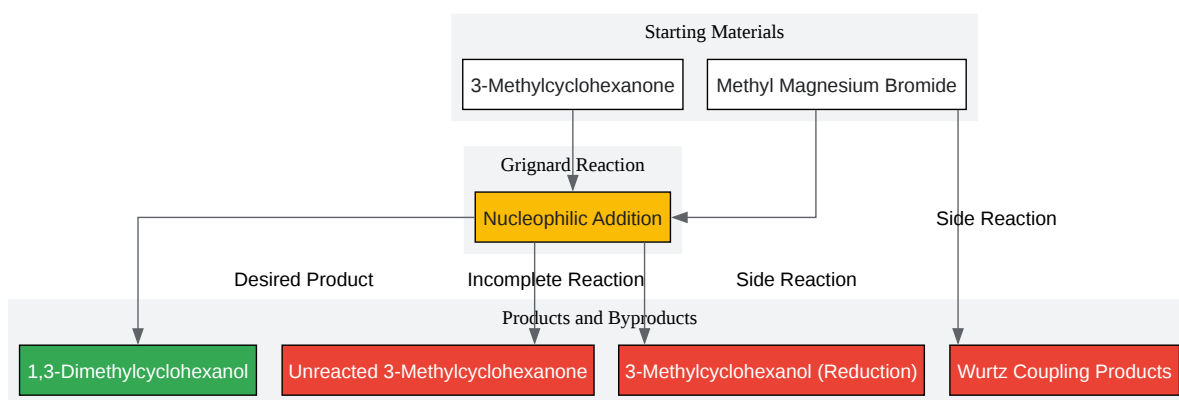 Starting Materials
3-Methylcyclohexanone
Methyl Magnesium Bromide
Grignard Reaction
Nucleophilic Addition
Side Reaction
Desired Product
Incomplete Reaction
Side Reaction
Products and Byproducts
1,3-Dimethylcyclohexanol
Unreacted 3-Methylcyclohexanone
3-Methylcyclohexanol (Reduction)
Wurtz Coupling Products